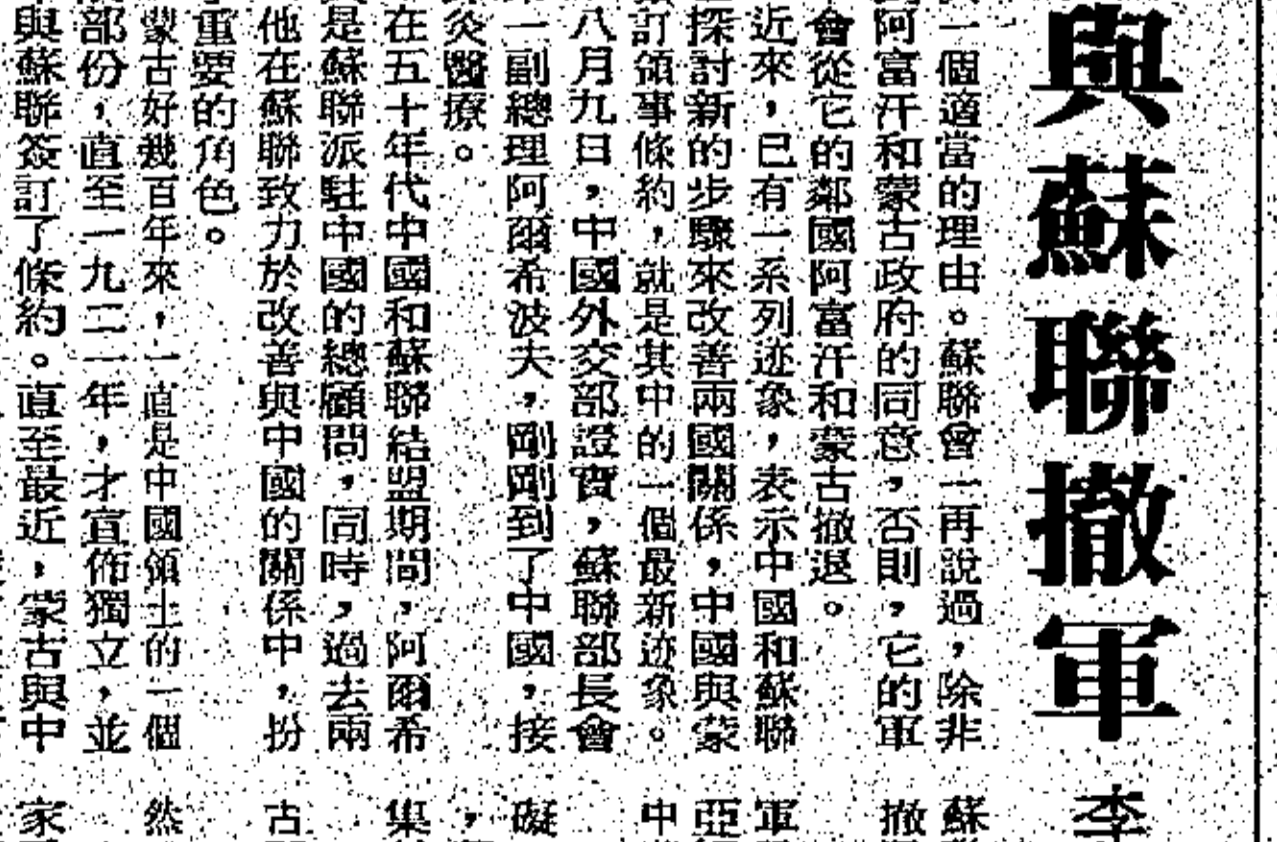 與蘇聯撤軍 李
一個適當的理由。蘇聯會一再說過，除非
阿富汗和蒙古政府的同意，否則，它的軍
會從它的鄰國阿富汗和蒙古撤退。
近來，已有一系列迹象，表示中國和蘇聯
探討新的步驟來改善兩國關係，中國與蒙
訂領事條約，就是其中的一個最新迹象。
八月九日，中國外交部證實，蘇聯部長會
一副總理阿爾希波夫，剛剛到了中國，接
炎醫療。
在五十年代中國和蘇聯結盟期間，阿爾希
是蘇聯派駐中國的總顧問，同時，過去兩
他在蘇聯致力於改善與中國的關係中，扮
重要的角色。
蒙古好幾百年來，一直是中國領土的一個
部份，直至一九二一年，才宣佈獨立，並
與蘇聯簽訂了條約。直至最近，蒙古與中
蘇
撤
軍
亞
中
礙
，
集
古
然
家